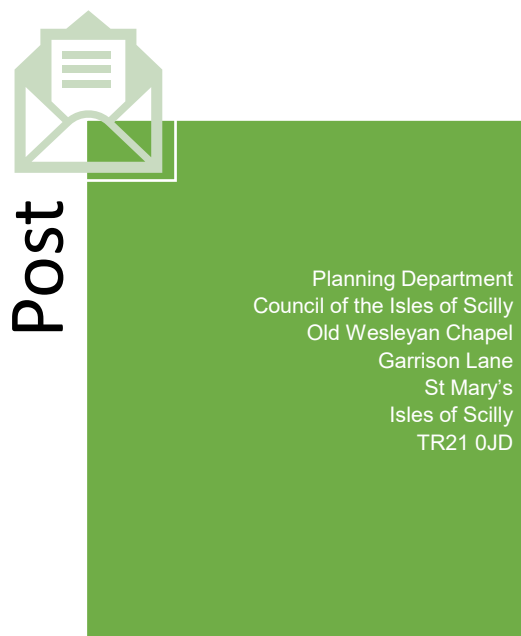 Post
Planning Department
Council of the Isles of Scilly
Old Wesleyan Chapel
Garrison Lane
St Mary’s
Isles of Scilly
TR21 0JD